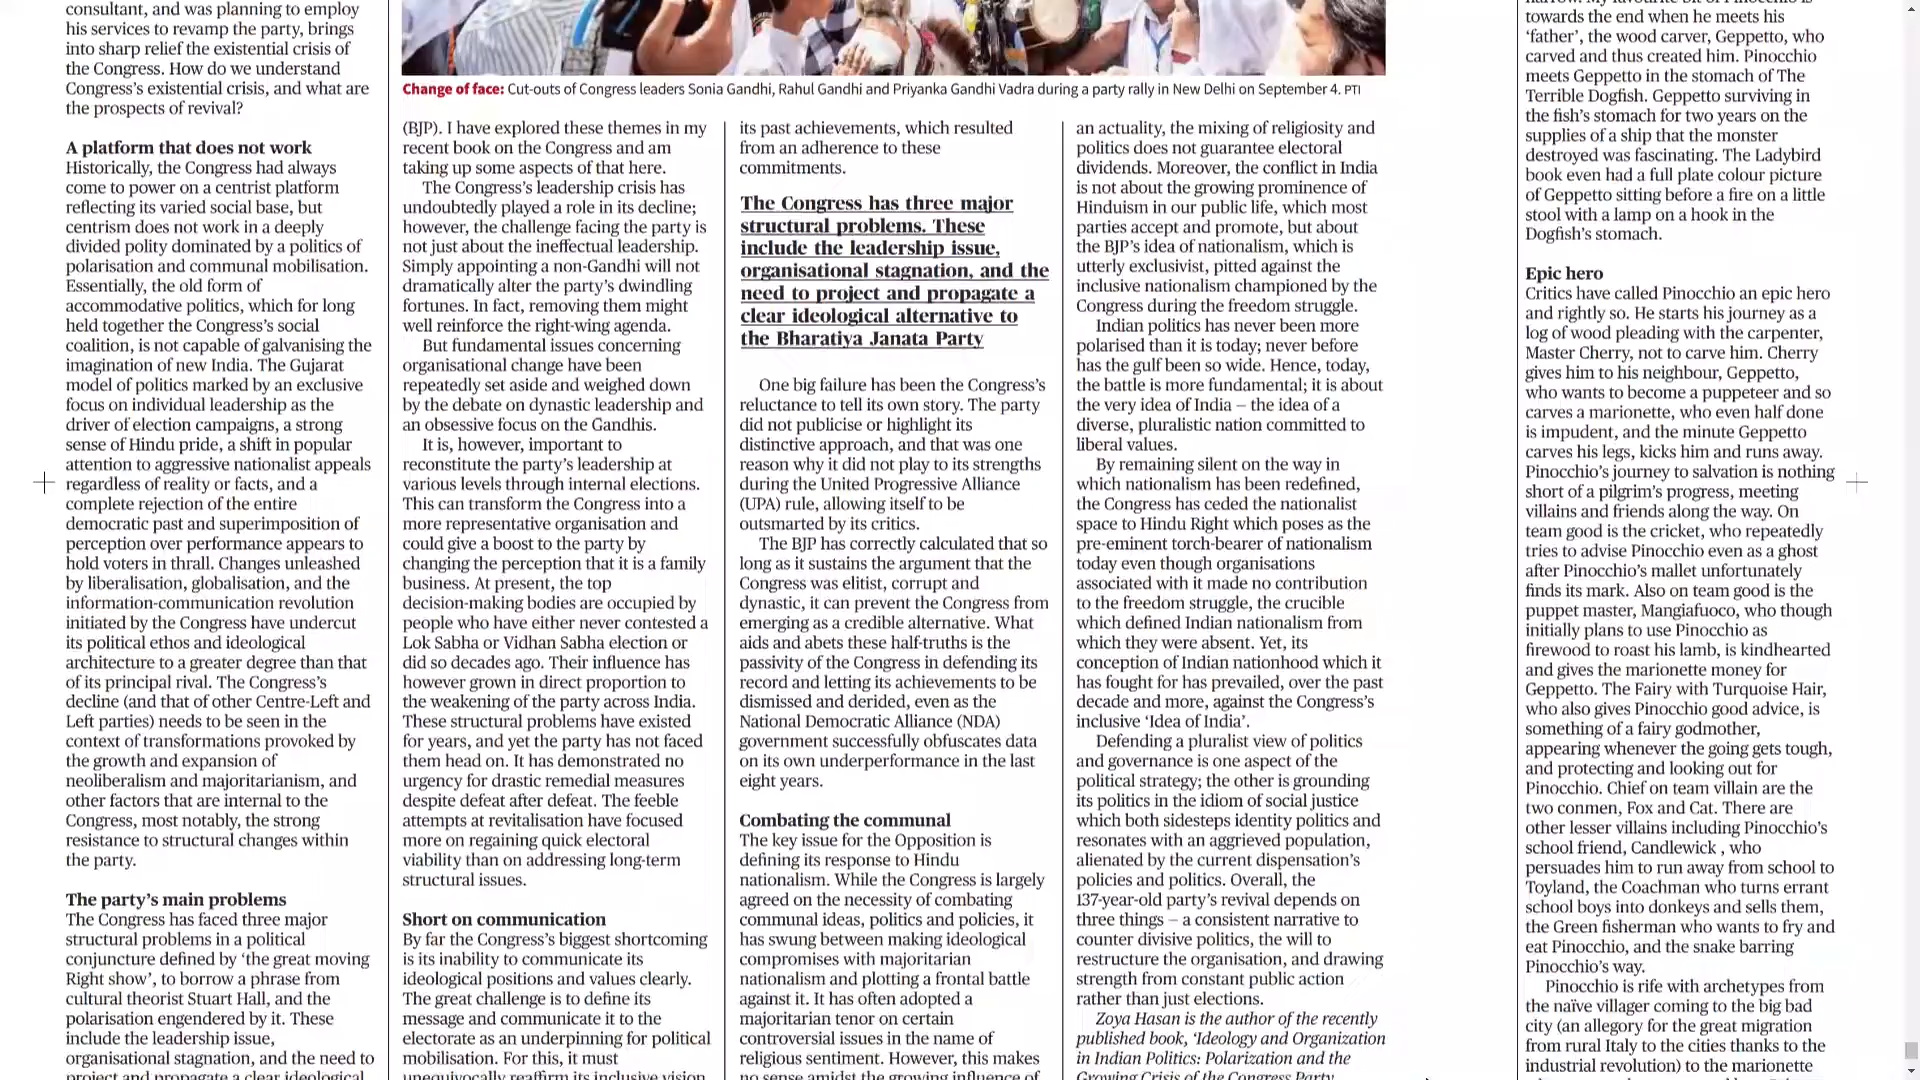 consultant, and was planning to employ
his services to revamp the party, brings
into sharp relief the existential crisis of
the Congress. How do we understand
Congress’s existential crisis, and what are
the prospects of revival?
A platform that does not work
Historically, the Congress had always
come to power on a centrist platform
reflecting its varied social base, but
centrism does not work in a deeply
divided polity dominated by a politics of
polarisation and communal mobilisation.
Essentially, the old form of
accommodative politics, which for long
held together the Congress’s social
coalition, is not capable of galvanising the
imagination of new India. The Gujarat
model of politics marked by an exclusive
focus on individual leadership as the
driver of election campaigns, a strong
sense of Hindu pride, a shift in popular
attention to aggressive nationalist appeals
regardless of reality or facts, and a
complete rejection of the entire
democratic past and superimposition of
perception over performance appears to
hold voters in thrall. Changes unleashed
by liberalisation, globalisation, and the
information-communication revolution
initiated by the Congress have undercut
its political ethos and ideological
architecture to a greater degree than that
of its principal rival. The Congress’s
decline (and that of other Centre-Left and
Left parties) needs to be seen in the
context of transformations provoked by
the growth and expansion of
neoliberalism and majoritarianism, and
other factors that are internal to the
Congress, most notably, the strong
resistance to structural changes within
the party.
The party’s main problems
The Congress has faced three major
structural problems in a political
conjuncture defined by ‘the great moving
Right show’, to borrow a phrase from
cultural theorist Stuart Hall, and the
polarisation engendered by it. These
include the leadership issue,
organisational stagnation, and the need to
project and propagate a clear ideological
Change of face: Cut-outs of Congress leaders Sonia Gandhi, Rahul Gandhi and Priyanka Gandhi Vadra during a party rally in New Delhi on September 4. PTI
(BJP). I have explored these themes in my
recent book on the Congress and am
taking up some aspects of that here.
The Congress’s leadership crisis has
undoubtedly played a role in its decline;
however, the challenge facing the party is
not just about the ineffectual leadership.
Simply appointing a non-Gandhi will not
dramatically alter the party’s dwindling
fortunes. In fact, removing them might
well reinforce the right-wing agenda.
But fundamental issues concerning
organisational change have been
repeatedly set aside and weighed down
by the debate on dynastic leadership and
an obsessive focus on the Gandhis.
It is, however, important to
reconstitute the party’s leadership at
various levels through internal elections.
This can transform the Congress into a
more representative organisation and
could give a boost to the party by
changing the perception that it is a family
business. At present, the top
decision-making bodies are occupied by
people who have either never contested a
Lok Sabha or Vidhan Sabha election or
did so decades ago. Their influence has
however grown in direct proportion to
the weakening of the party across India.
These structural problems have existed
for years, and yet the party has not faced
them head on. It has demonstrated no
urgency for drastic remedial measures
despite defeat after defeat. The feeble
attempts at revitalisation have focused
more on regaining quick electoral
viability than on addressing long-term
structural issues.
Short on communication
By far the Congress’s biggest shortcoming
is its inability to communicate its
ideological positions and values clearly.
The great challenge is to define its
message and communicate it to the
electorate as an underpinning for political
mobilisation. For this, it must
unequivocally reaffirm its inclusive vision
its past achievements, which resulted
from an adherence to these
commitments.
The Congress has three major
structural problems. These
include the leadership issue,
organisational stagnation, and the
need to project and propagate a
clear ideological alternative to
the Bharatiya Janata Party
One big failure has been the Congress’s
reluctance to tell its own story. The party
did not publicise or highlight its
distinctive approach, and that was one
reason why it did not play to its strengths
during the United Progressive Alliance
(UPA) rule, allowing itself to be
outsmarted by its critics.
The BJP has correctly calculated that so
long as it sustains the argument that the
Congress was elitist, corrupt and
dynastic, it can prevent the Congress from
emerging as a credible alternative. What
aids and abets these half-truths is the
passivity of the Congress in defending its
record and letting its achievements to be
dismissed and derided, even as the
National Democratic Alliance (NDA)
government successfully obfuscates data
on its own underperformance in the last
eight years.
Combating the communal
The key issue for the Opposition is
defining its response to Hindu
nationalism. While the Congress is largely
agreed on the necessity of combating
communal ideas, politics and policies, it
has swung between making ideological
compromises with majoritarian
nationalism and plotting a frontal battle
against it. It has often adopted a
majoritarian tenor on certain
controversial issues in the name of
religious sentiment. However, this makes
no sense amidst the growing influence of
an actuality, the mixing of religiosity and
politics does not guarantee electoral
dividends. Moreover, the conflict in India
is not about the growing prominence of
Hinduism in our public life, which most
parties accept and promote, but about
the BJP’s idea of nationalism, which is
utterly exclusivist, pitted against the
inclusive nationalism championed by the
Congress during the freedom struggle.
Indian politics has never been more
polarised than it is today; never before
has the gulf been so wide. Hence, today,
the battle is more fundamental; it is about
the very idea of India – the idea of a
diverse, pluralistic nation committed to
liberal values.
By remaining silent on the way in
which nationalism has been redefined,
the Congress has ceded the nationalist
space to Hindu Right which poses as the
pre-eminent torch-bearer of nationalism
today even though organisations
associated with it made no contribution
to the freedom struggle, the crucible
which defined Indian nationalism from
which they were absent. Yet, its
conception of Indian nationhood which it
has fought for has prevailed, over the past
decade and more, against the Congress’s
inclusive ‘Idea of India’.
Defending a pluralist view of politics
and governance is one aspect of the
political strategy; the other is grounding
its politics in the idiom of social justice
which both sidesteps identity politics and
resonates with an aggrieved population,
alienated by the current dispensation’s
policies and politics. Overall, the
137-year-old party’s revival depends on
three things – a consistent narrative to
counter divisive politics, the will to
restructure the organisation, and drawing
strength from constant public action
rather than just elections.
Zoya Hasan is the author of the recently
published book, ‘Ideology and Organization
in Indian Politics: Polarization and the
Growing Crisis of the Congress Party
narrow. My favourite bit of Pinocchio is
towards the end when he meets his
‘father’, the wood carver, Geppetto, who
carved and thus created him. Pinocchio
meets Geppetto in the stomach of The
Terrible Dogfish. Geppetto surviving in
the fish’s stomach for two years on the
supplies of a ship that the monster
destroyed was fascinating. The Ladybird
book even had a full plate colour picture
of Geppetto sitting before a fire on a little
stool with a lamp on a hook in the
Dogfish’s stomach.
Epic hero
Critics have called Pinocchio an epic hero
and rightly so. He starts his journey as a
log of wood pleading with the carpenter,
Master Cherry, not to carve him. Cherry
gives him to his neighbour, Geppetto,
who wants to become a puppeteer and so
carves a marionette, who even half done
is impudent, and the minute Geppetto
carves his legs, kicks him and runs away.
Pinocchio’s journey to salvation is nothing
short of a pilgrim’s progress, meeting
villains and friends along the way. On
team good is the cricket, who repeatedly
tries to advise Pinocchio even as a ghost
after Pinocchio’s mallet unfortunately
finds its mark. Also on team good is the
puppet master, Mangiafuoco, who though
initially plans to use Pinocchio as
firewood to roast his lamb, is kindhearted
and gives the marionette money for
Geppetto. The Fairy with Turquoise Hair,
who also gives Pinocchio good advice, is
something of a fairy godmother,
appearing whenever the going gets tough,
and protecting and looking out for
Pinocchio. Chief on team villain are the
two conmen, Fox and Cat. There are
other lesser villains including Pinocchio’s
school friend, Candlewick , who
persuades him to run away from school to
Toyland, the Coachman who turns errant
school boys into donkeys and sells them,
the Green fisherman who wants to fry and
eat Pinocchio, and the snake barring
Pinocchio’s way.
Pinocchio is rife with archetypes from
the naïve villager coming to the big bad
city (an allegory for the great migration
from rural Italy to the cities thanks to the
industrial revolution) to the marionette